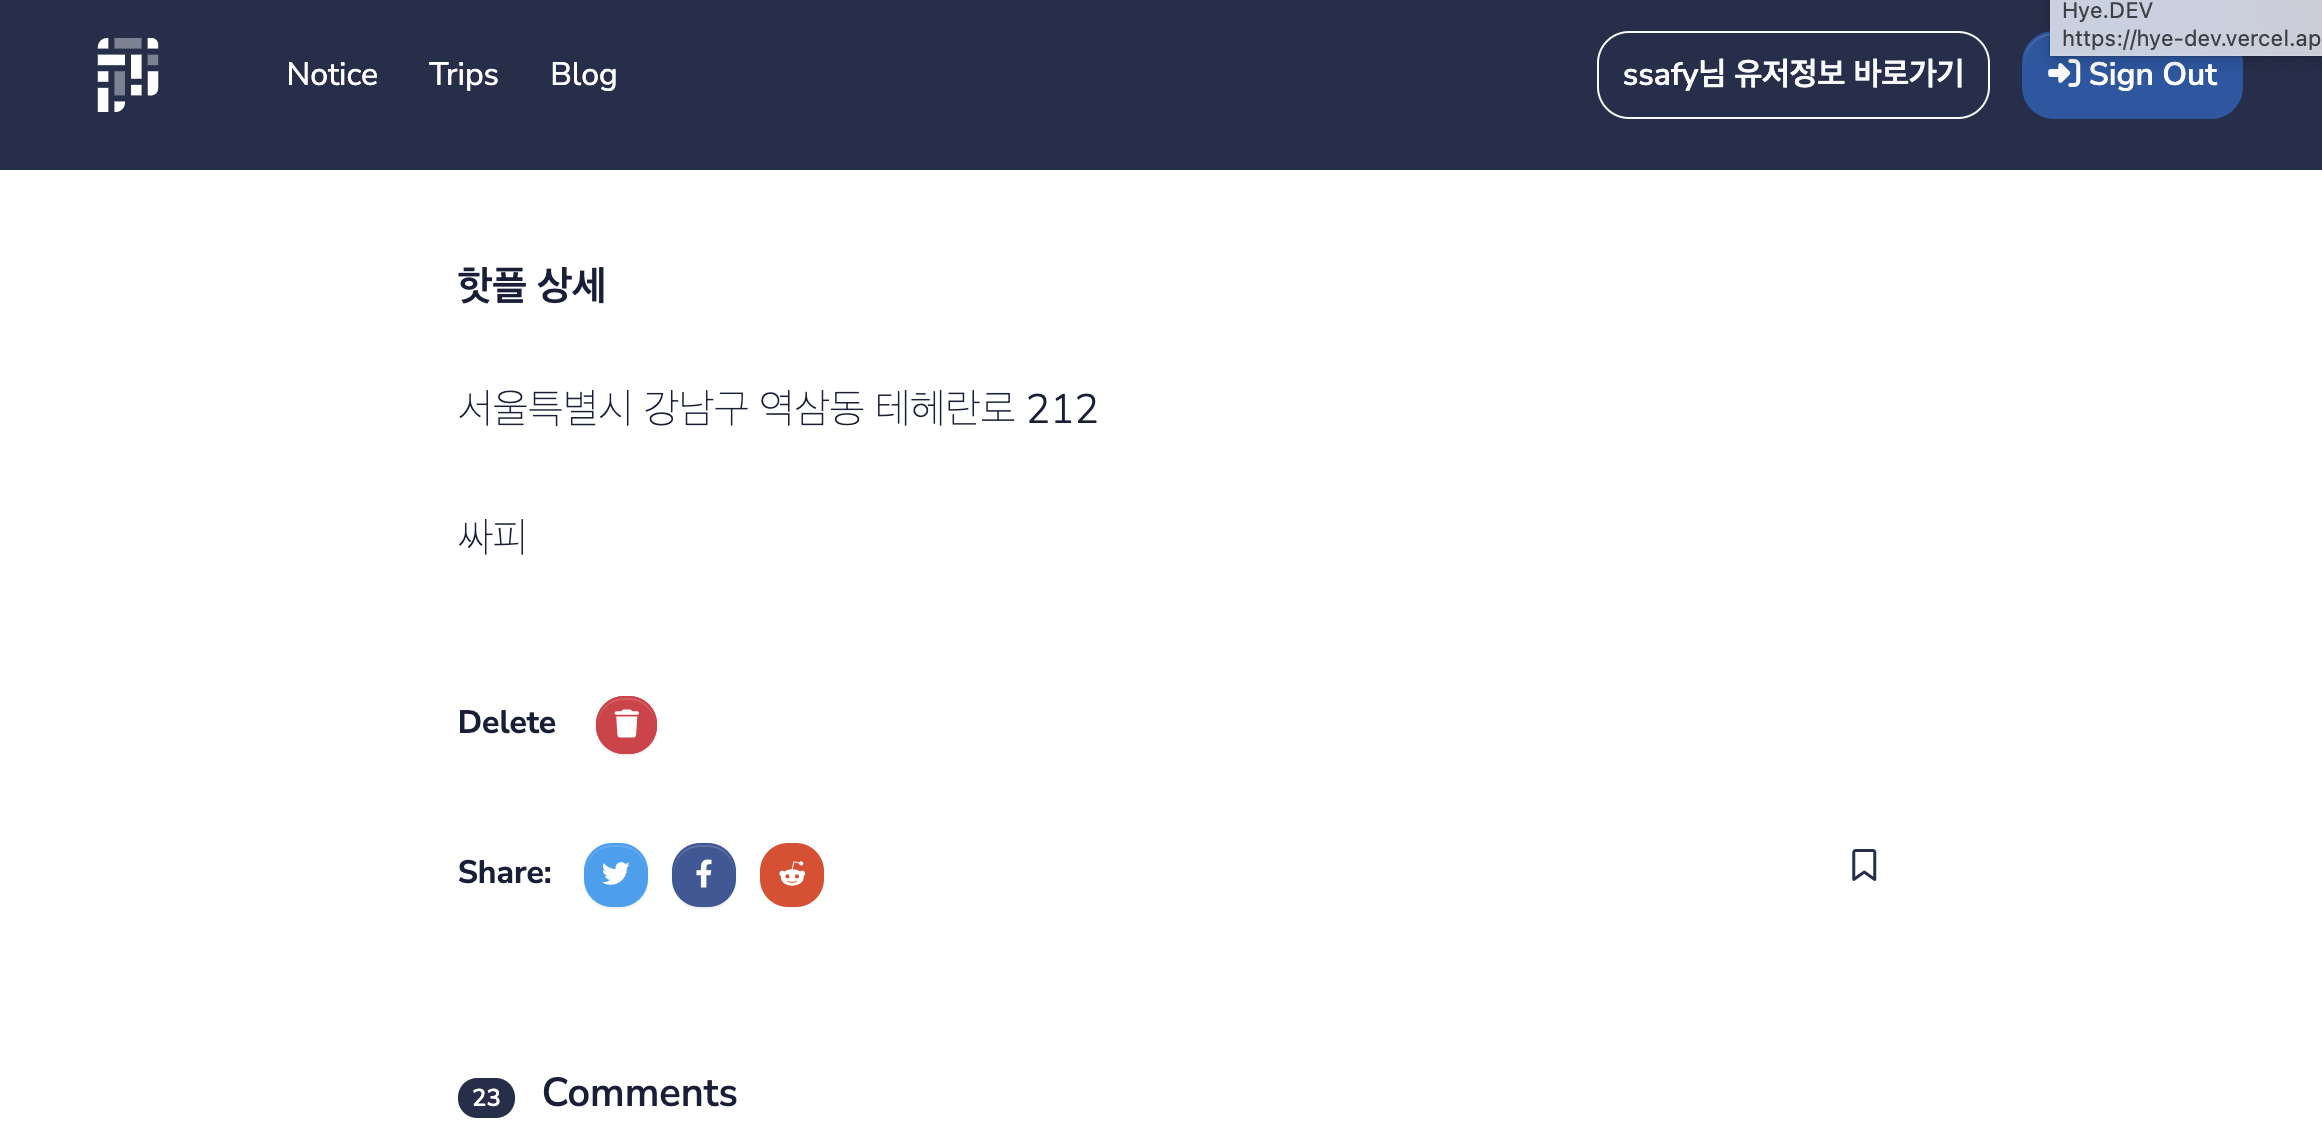 Hye.DEV
https://hye-dev.vercel.ap
Notice Trips Blog ssafy님 유저정보 바로가기 Sign Out
핫플 상세
서울특별시 강남구 역삼동 테헤란로 212
싸피
Delete
Share:
23 Comments